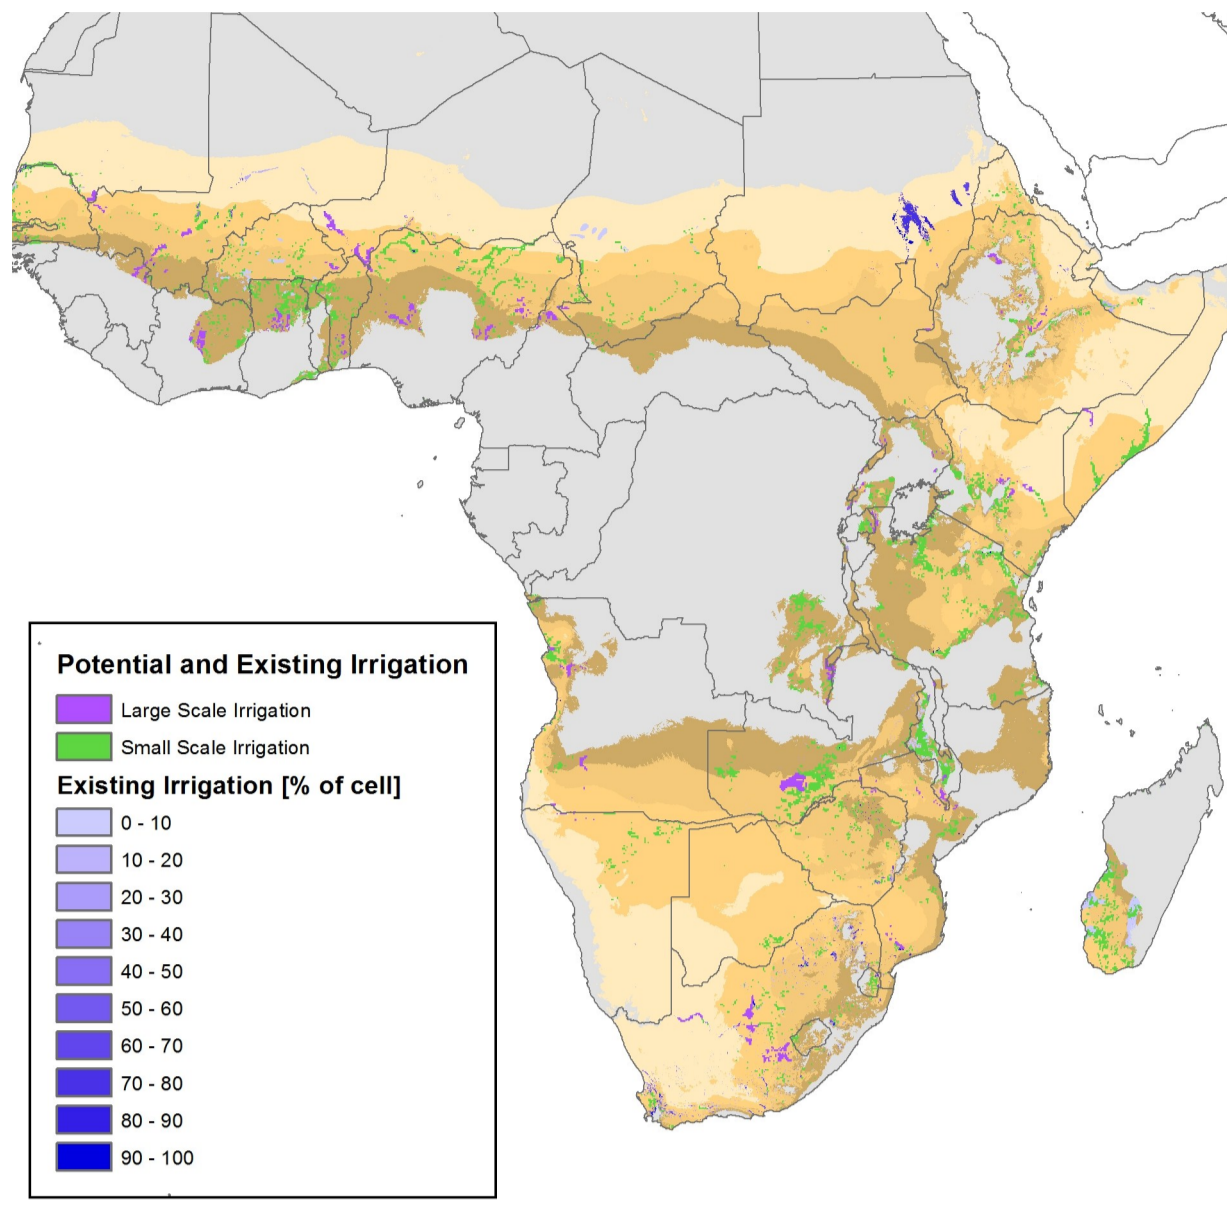 Potential and Existing Irrigation
Large Scale Irrigation
Small Scale Irrigation
Existing Irrigation [% of cell]
0 - 10
10 - 20
20 - 30
30 - 40
40 - 50
50 - 60
60 - 70
70 - 80
80 - 90
90 - 100